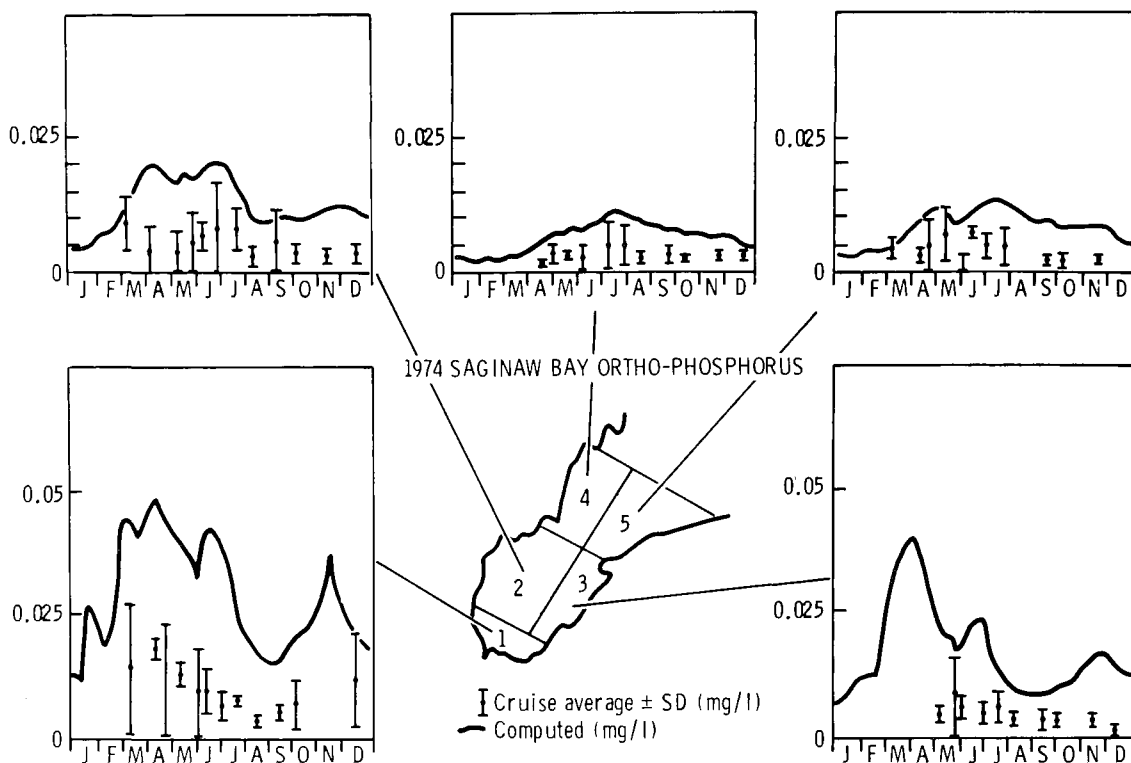 0.025
0
J F M A M J J A S O N D
0.025
0
J F M A M J J A S O N D
0.025
0
J F M A M J J A S O N D
1974 SAGINAW BAY ORTHO-PHOSPHORUS
0.05
0.025
0
J F M A M J J A S O N D
4
5
2
3
1
Cruise average ± SD (mg/l)
Computed (mg/l)
0.05
0.025
0
J F M A M J J A S O N D